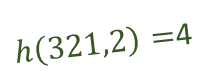 h(321,2) =4